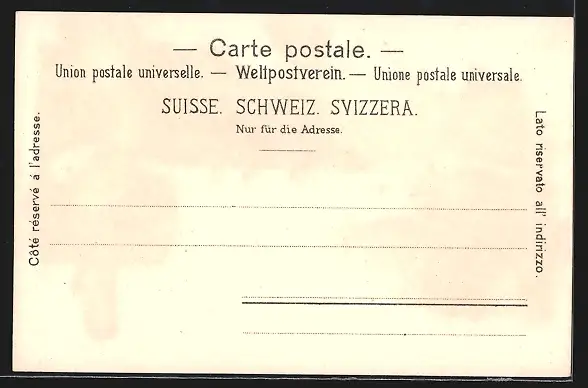 — Carte postale. —
Union postale universelle. — Weltpostverein. — Unione postale universale.
SUISSE. SCHWEIZ. SVIZZERA.
Nur für die Adresse.
Côté réservé à l'adresse.
Lato riservato all' indirizzo.